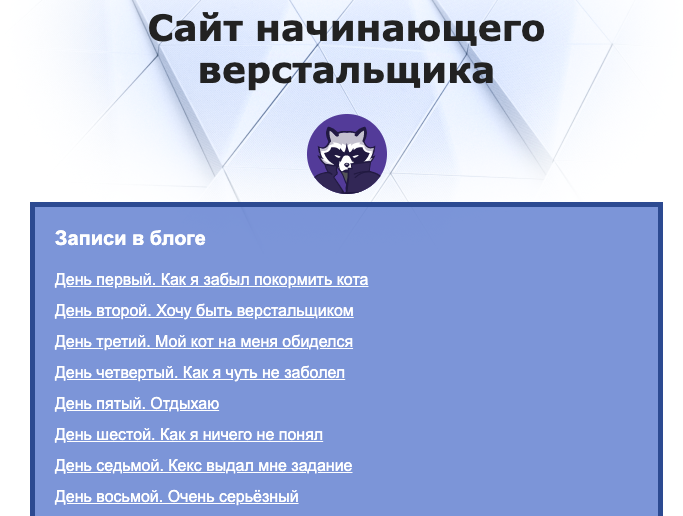 Сайт начинающего
верстальщика
Записи в блоге
День первый. Как я забыл покормить кота
День второй. Хочу быть верстальщиком
День третий. Мой кот на меня обиделся
День четвертый. Как я чуть не заболел
День пятый. Отдыхаю
День шестой. Как я ничего не понял
День седьмой. Кекс выдал мне задание
День восьмой. Очень серьёзный